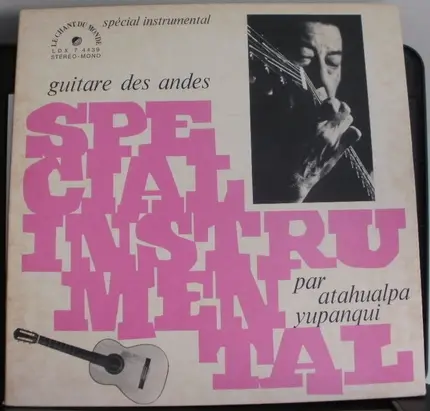 LE CHANT DU MONDE
LDX 7 4439
STÉRÉO-MONO
spécial instrumental
guitare des andes
SPE
CIAL
INSTRU
MEN
TAL
par
atahualpa
yupanqui